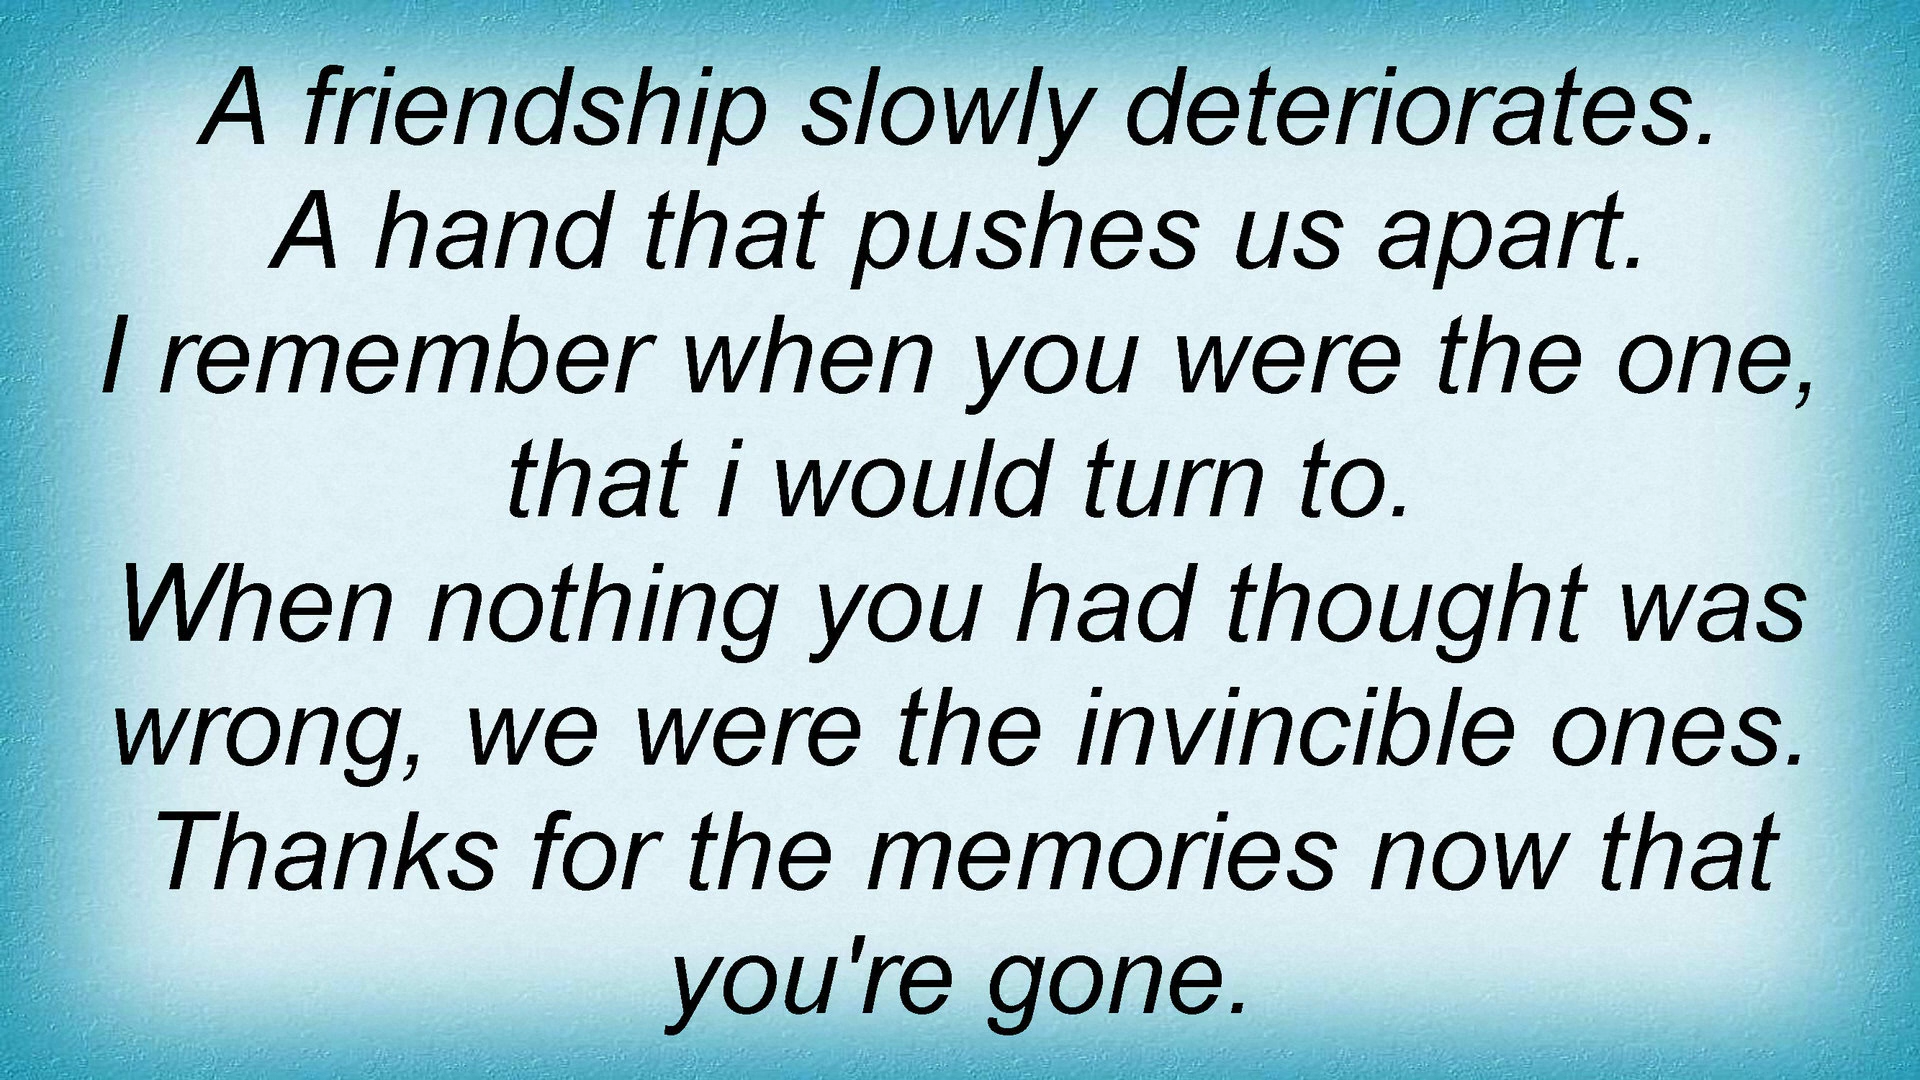 A friendship slowly deteriorates.
A hand that pushes us apart.
I remember when you were the one,
that i would turn to.
When nothing you had thought was
wrong, we were the invincible ones.
Thanks for the memories now that
you're gone.